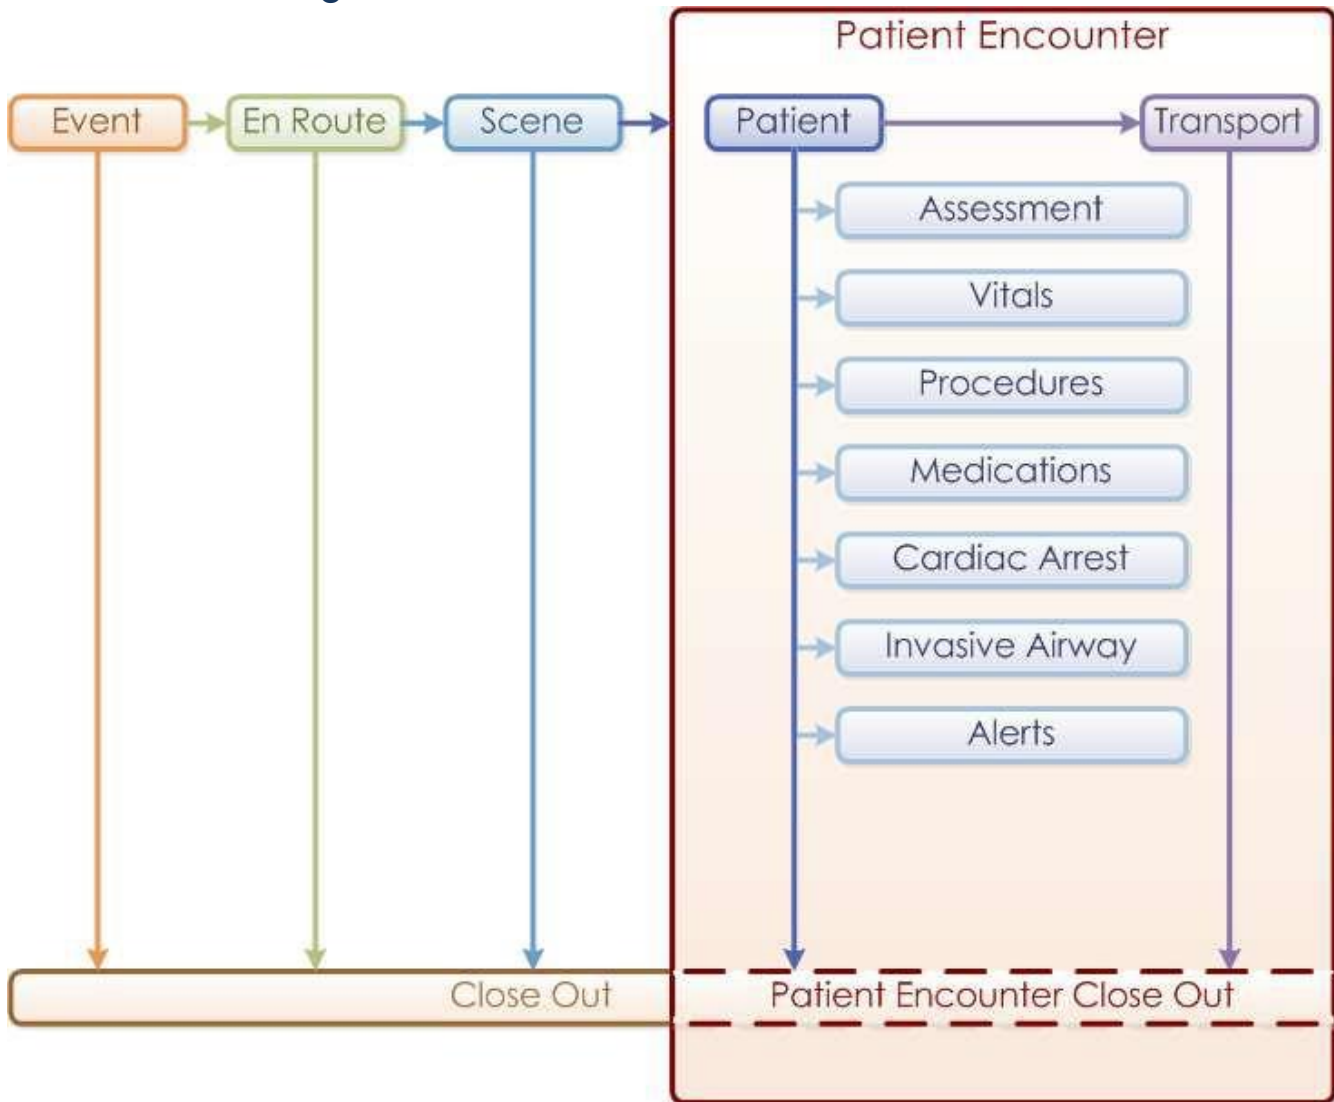 Patient Encounter
Event
En Route
Scene
Patient
Transport
Assessment
Vitals
Procedures
Medications
Cardiac Arrest
Invasive Airway
Alerts
Close Out
Patient Encounter Close Out